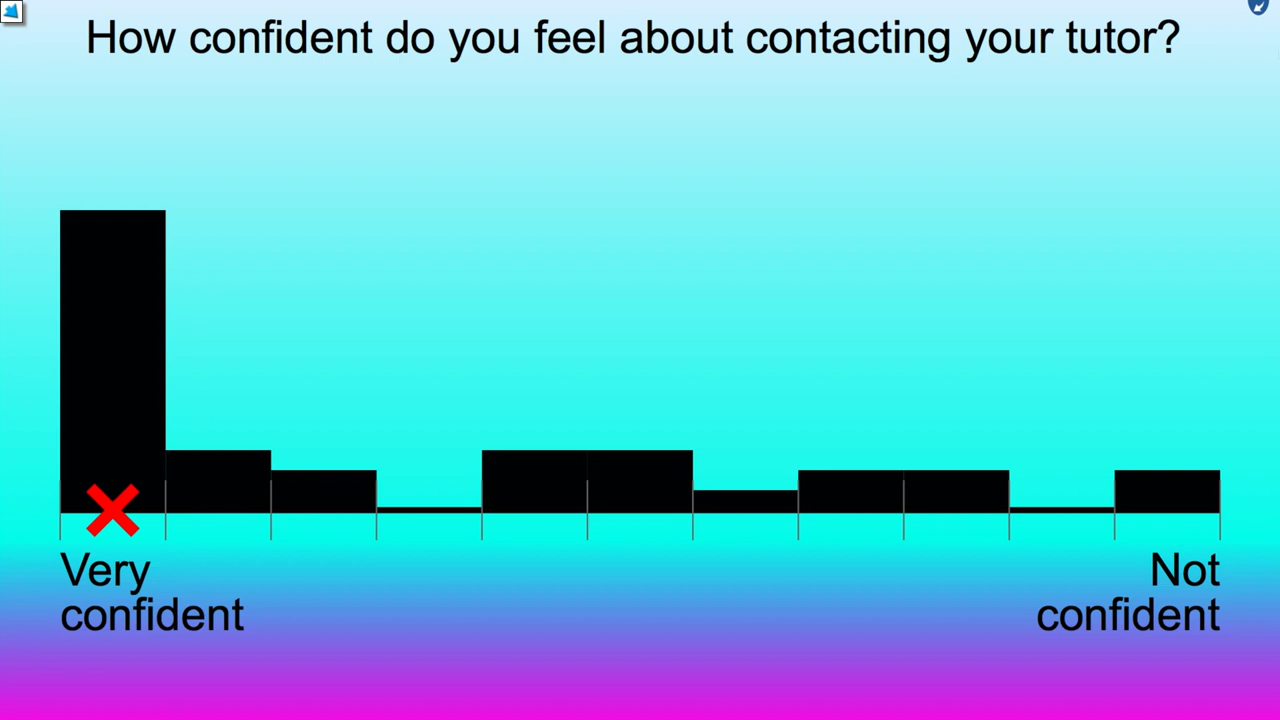 How confident do you feel about contacting your tutor?
Very
confident
Not
confident